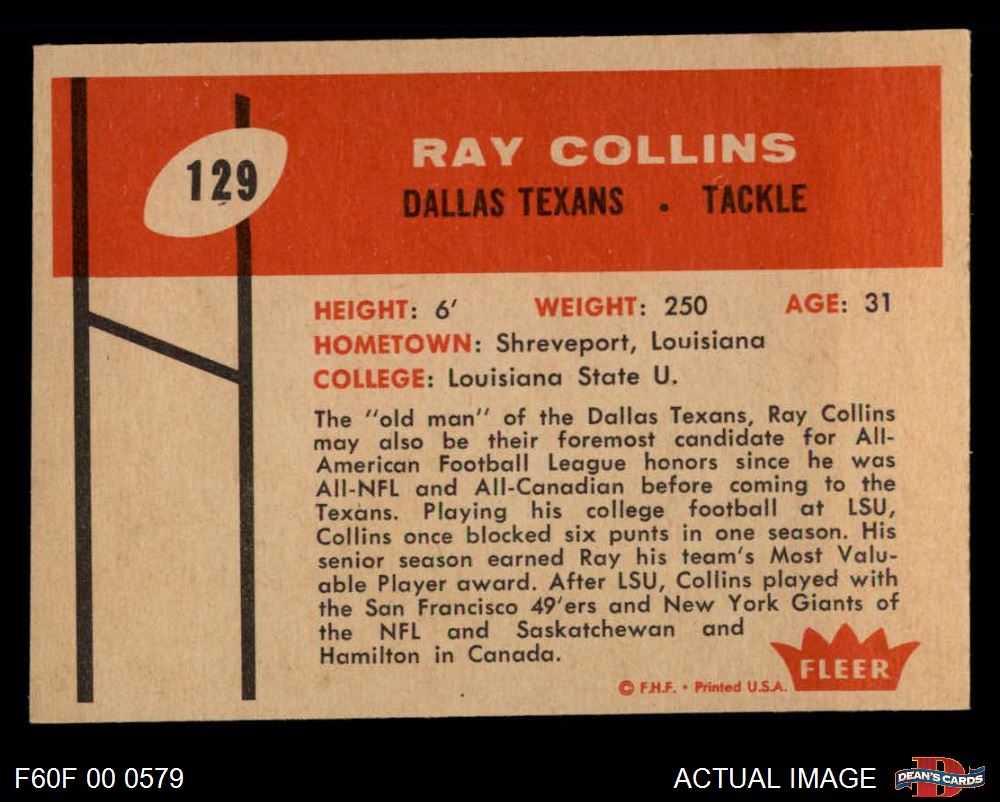 129
RAY COLLINS
DALLAS TEXANS . TACKLE
HEIGHT: 6' WEIGHT: 250 AGE: 31
HOMETOWN: Shreveport, Louisiana
COLLEGE: Louisiana State U.
The "old man" of the Dallas Texans, Ray Collins
may also be their foremost candidate for All-
American Football League honors since he was
All-NFL and All-Canadian before coming to the
Texans. Playing his college football at LSU,
Collins once blocked six punts in one season. His
senior season earned Ray his team's Most Valu-
able Player award. After LSU, Collins played with
the San Francisco 49'ers and New York Giants of
the NFL and Saskatchewan and
Hamilton in Canada.
FLEER
© F.H.F. • Printed U.S.A.
F60F 00 0579
ACTUAL IMAGE
D
DEAN'S CARDS